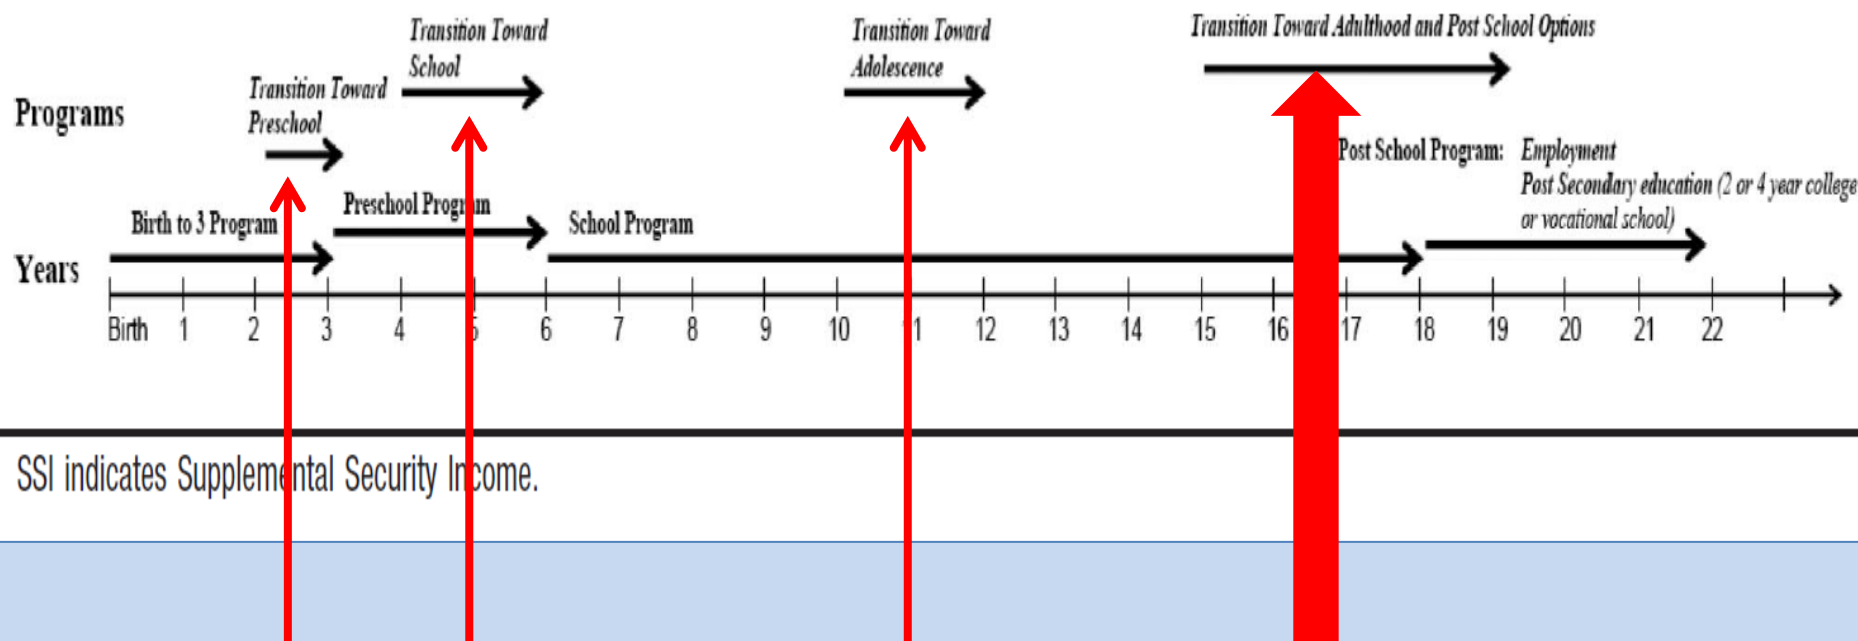 Transition Toward
School
Transition Toward
Adolescence
Transition Toward Adulthood and Post School Options
Transition Toward
Preschool
Programs
Post School Program: Employment
Post Secondary education (2 or 4 year college
or vocational school)
Birth to 3 Program
Preschool Program
School Program
Years
Birth 1 2 3 4 5 6 7 8 9 10 11 12 13 14 15 16 17 18 19 20 21 22
SSI indicates Supplemental Security Income.